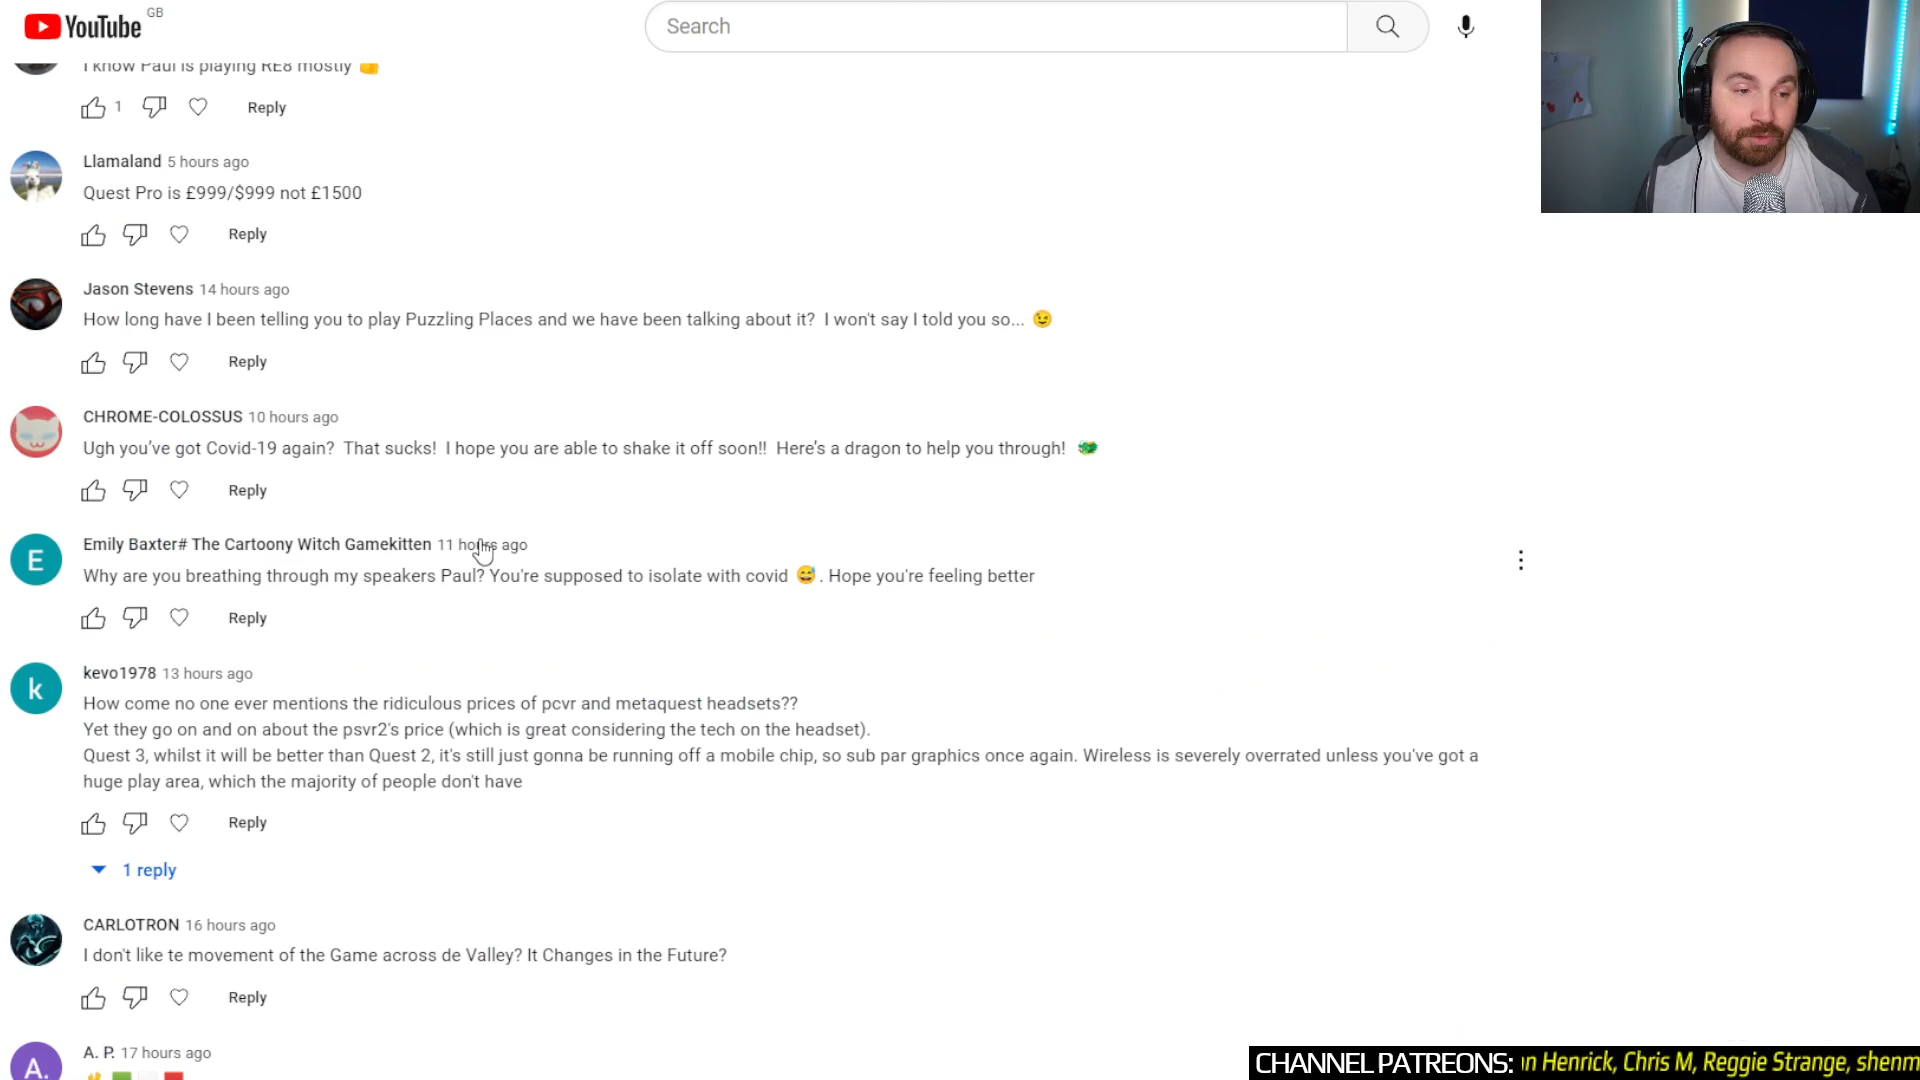 YouTube GB
Search
I know Paul is playing RE8 mostly 👍
1 Reply
Llamaland 5 hours ago
Quest Pro is £999/$999 not £1500
Reply
Jason Stevens 14 hours ago
How long have I been telling you to play Puzzling Places and we have been talking about it? I won't say I told you so... 😉
Reply
CHROME-COLOSSUS 10 hours ago
Ugh you’ve got Covid-19 again? That sucks! I hope you are able to shake it off soon!! Here’s a dragon to help you through! 🐲
Reply
Emily Baxter# The Cartoony Witch Gamekitten 11 hours ago
Why are you breathing through my speakers Paul? You're supposed to isolate with covid 😅. Hope you're feeling better
Reply
kevo1978 13 hours ago
How come no one ever mentions the ridiculous prices of pcvr and metaquest headsets??
Yet they go on and on about the psvr2's price (which is great considering the tech on the headset).
Quest 3, whilst it will be better than Quest 2, it's still just gonna be running off a mobile chip, so sub par graphics once again. Wireless is severely overrated unless you've got a
huge play area, which the majority of people don't have
Reply
1 reply
CARLOTRON 16 hours ago
I don't like te movement of the Game across de Valley? It Changes in the Future?
Reply
A. P. 17 hours ago
CHANNEL PATREONS: n Henrick, Chris M, Reggie Strange, shenm